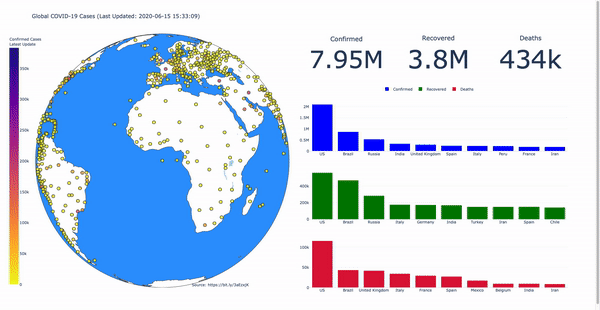 Global COVID-19 Cases (Last Updated: 2020-06-15 15:33:09)
Confirmed Cases
Latest Update
350k
300k
250k
200k
150k
100k
50k
Source: https://bit.ly/3aEzxjK
Confirmed
7.95M
Recovered
3.8M
Deaths
434k
Confirmed
Recovered
Deaths
2M
1.5M
1M
0.5M
0
US Brazil Russia India United Kingdom Spain Italy Peru France Iran
400k
200k
0
US Brazil Russia Italy Germany India Turkey Iran Spain Chile
100k
50k
0
US Brazil United Kingdom Italy France Spain Mexico Belgium India Iran